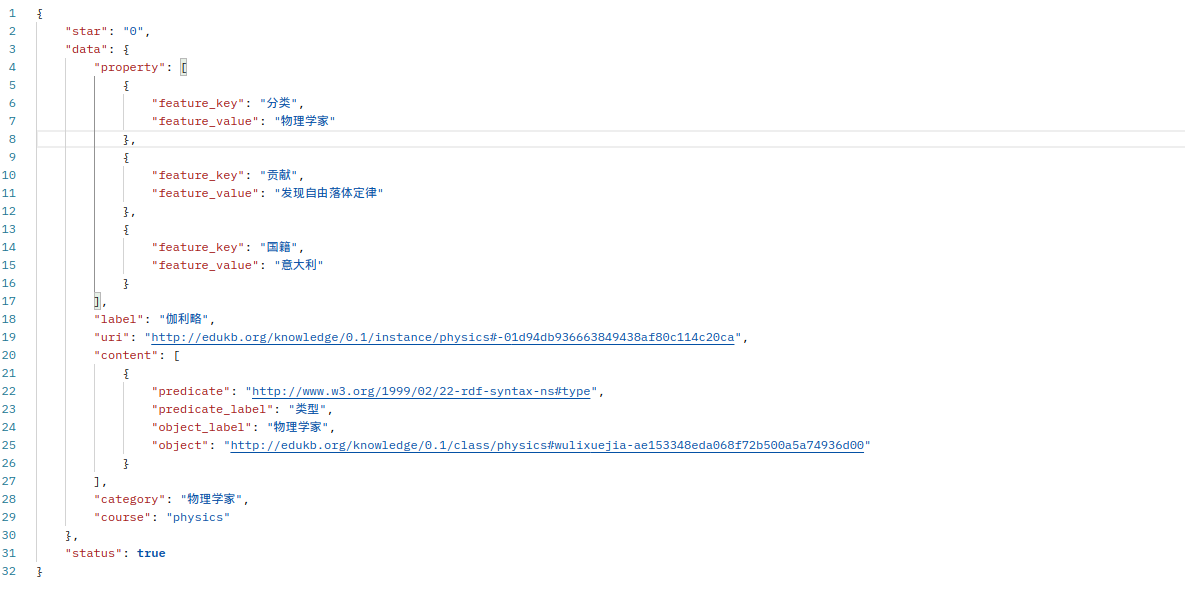 1 {
2 "star": "0",
3 "data": {
4 "property": [
5 {
6 "feature_key": "分类",
7 "feature_value": "物理学家"
8 },
9 {
10 "feature_key": "贡献",
11 "feature_value": "发现自由落体定律"
12 },
13 {
14 "feature_key": "国籍",
15 "feature_value": "意大利"
16 }
17 ],
18 "label": "伽利略",
19 "uri": "http://edukb.org/knowledge/0.1/instance/physics#-01d94db936663849438af80c114c20ca",
20 "content": [
21 {
22 "predicate": "http://www.w3.org/1999/02/22-rdf-syntax-ns#type",
23 "predicate_label": "类型",
24 "object_label": "物理学家",
25 "object": "http://edukb.org/knowledge/0.1/class/physics#wulixuejia-ae153348eda068f72b500a5a74936d00"
26 }
27 ],
28 "category": "物理学家",
29 "course": "physics"
30 },
31 "status": true
32 }